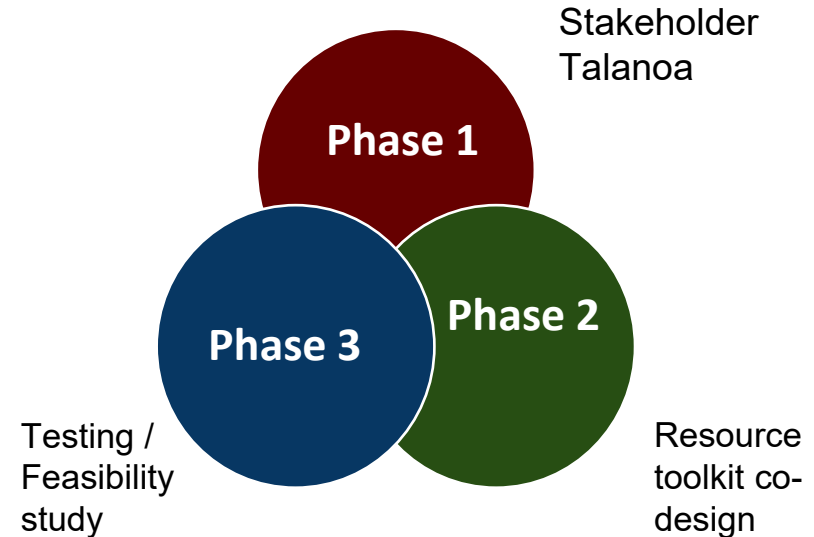 Stakeholder
Talanoa
Phase 1
Phase 2
Phase 3
Testing /
Feasibility
study
Resource
toolkit co-
design